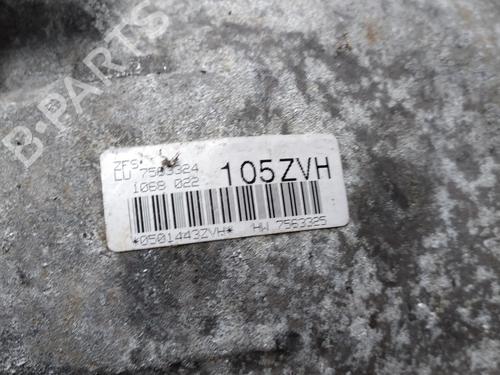 B-PARTS
ZFS
LU 7563324
1068 022 105ZVH
*0501443ZVH* HW 7563325